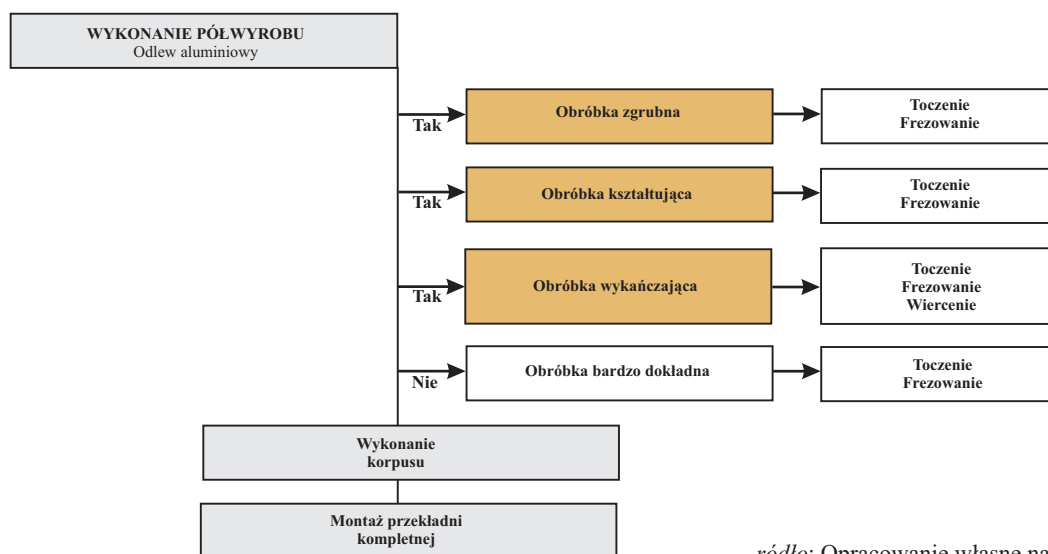 WYKONANIE PÓŁWYROBU
Odlew aluminiowy
Tak
Obróbka zgrubna
Toczenie
Frezowanie
Tak
Obróbka kształtująca
Toczenie
Frezowanie
Tak
Obróbka wykańczająca
Toczenie
Frezowanie
Wiercenie
Nie
Obróbka bardzo dokładna
Toczenie
Frezowanie
Wykonanie
korpusu
Montaż przekładni
kompletnej
ródło: Opracowanie własne na